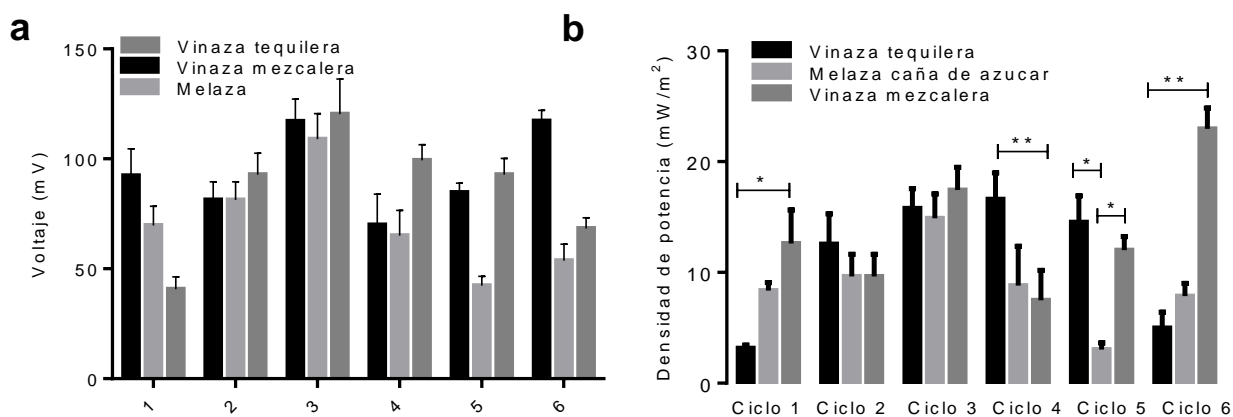 a
Voltaje (mV)
150
100
50
0
Vinaza tequilera
Vinaza mezcalera
Melaza
1 2 3 4 5 6
b
Densidad de potencia (mW/m²)
30
20
10
0
Vinaza tequilera
Melaza caña de azucar
Vinaza mezcalera
*
**
*
*
**
Ciclo 1 Ciclo 2 Ciclo 3 Ciclo 4 Ciclo 5 Ciclo 6